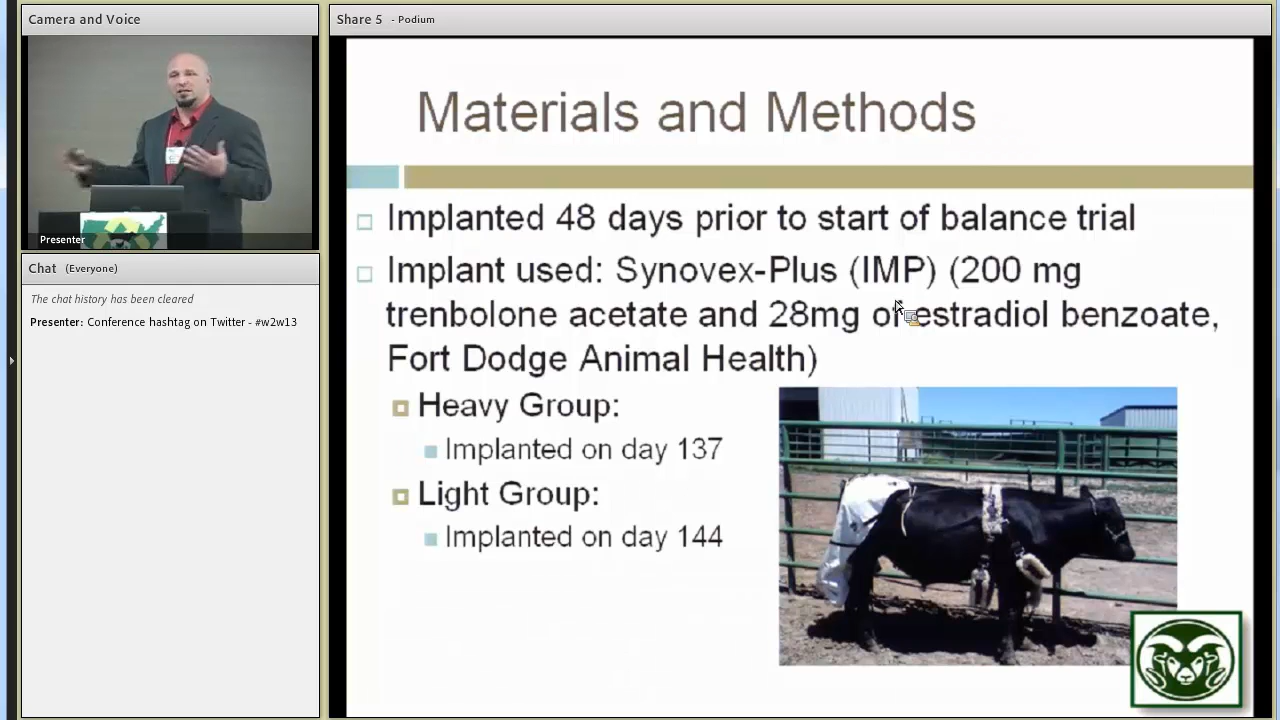 Camera and Voice
Presenter
Chat (Everyone)
The chat history has been cleared
Presenter: Conference hashtag on Twitter - #w2w13
Share 5 - Podium
Materials and Methods
Implanted 48 days prior to start of balance trial
Implant used: Synovex-Plus (IMP) (200 mg
trenbolone acetate and 28mg of estradiol benzoate,
Fort Dodge Animal Health)
Heavy Group:
Implanted on day 137
Light Group:
Implanted on day 144